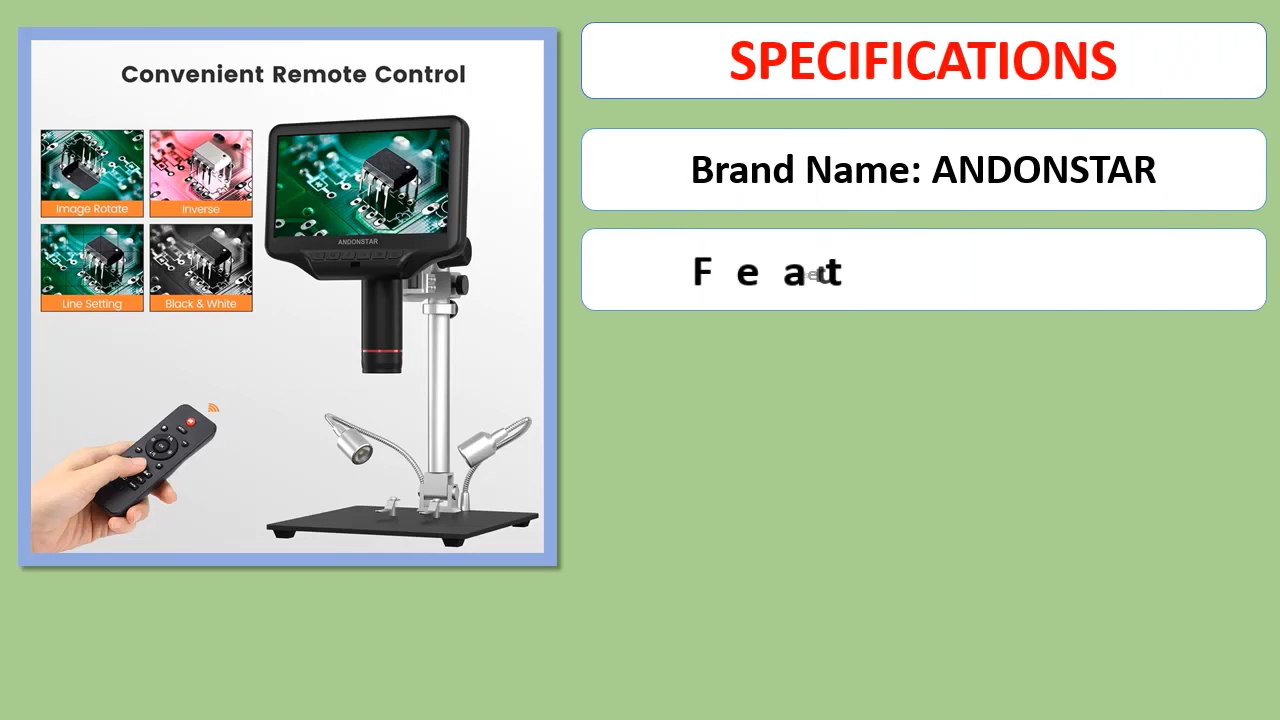 Convenient Remote Control
Image Rotate
Inverse
Line Setting
Black & White
ANDONSTAR
SPECIFICATIONS
Brand Name: ANDONSTAR
F e a t